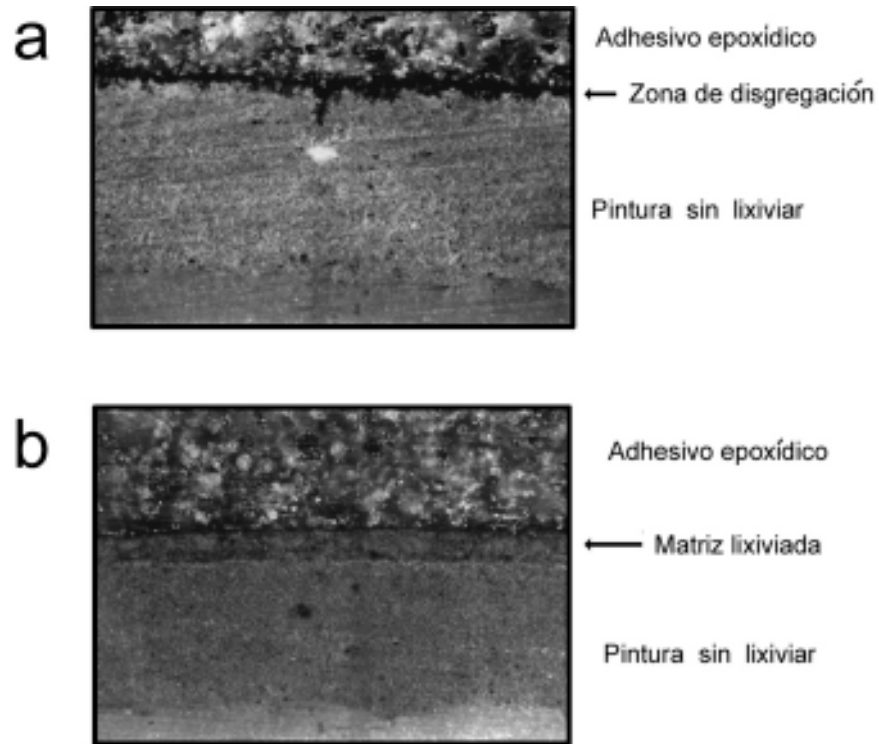 a
Adhesivo epoxídico
Zona de disgregación
Pintura sin lixiviar
b
Adhesivo epoxídico
Matriz lixiviada
Pintura sin lixiviar